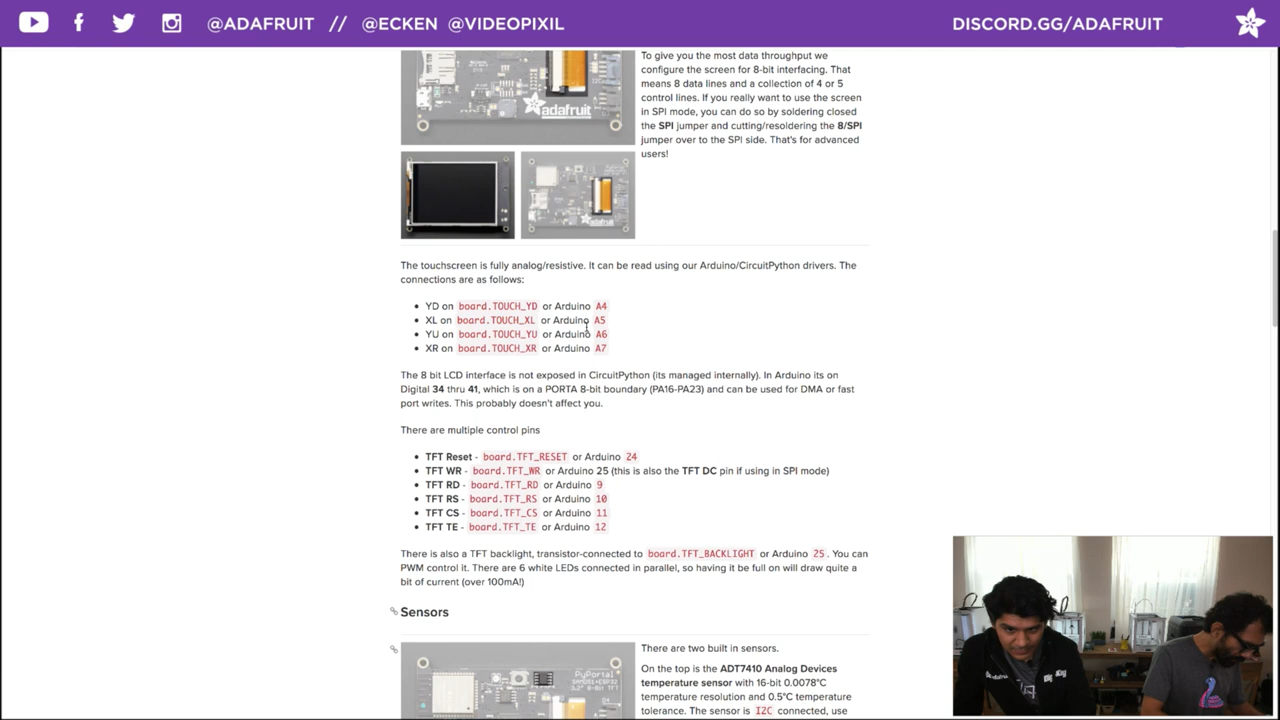 @ADAFRUIT // @ECKEN @VIDEOPIXIL
DISCORD.GG/ADAFRUIT
adafruit
To give you the most data throughput we
configure the screen for 8-bit interfacing. That
means 8 data lines and a collection of 4 or 5
control lines. If you really want to use the screen
in SPI mode, you can do so by soldering closed
the SPI jumper and cutting/resoldering the 8/SPI
jumper over to the SPI side. That's for advanced
users!
The touchscreen is fully analog/resistive. It can be read using our Arduino/CircuitPython drivers. The
connections are as follows:
• YD on board.TOUCH_YD or Arduino A4
• XL on board.TOUCH_XL or Arduino A5
• YU on board.TOUCH_YU or Arduino A6
• XR on board.TOUCH_XR or Arduino A7
The 8 bit LCD interface is not exposed in CircuitPython (its managed internally). In Arduino its on
Digital 34 thru 41, which is on a PORTA 8-bit boundary (PA16-PA23) and can be used for DMA or fast
port writes. This probably doesn't affect you.
There are multiple control pins
• TFT Reset - board.TFT_RESET or Arduino 24
• TFT WR - board.TFT_WR or Arduino 25 (this is also the TFT DC pin if using in SPI mode)
• TFT RD - board.TFT_RD or Arduino 9
• TFT RS - board.TFT_RS or Arduino 10
• TFT CS - board.TFT_CS or Arduino 11
• TFT TE - board.TFT_TE or Arduino 12
There is also a TFT backlight, transistor-connected to board.TFT_BACKLIGHT or Arduino 25. You can
PWM control it. There are 6 white LEDs connected in parallel, so having it be full on will draw quite a
bit of current (over 100mA!)
Sensors
PyPortal
There are two built in sensors.
On the top is the ADT7410 Analog Devices
temperature sensor with 16-bit 0.0078°C
temperature resolution and 0.5°C temperature
tolerance. The sensor is I2C connected, use